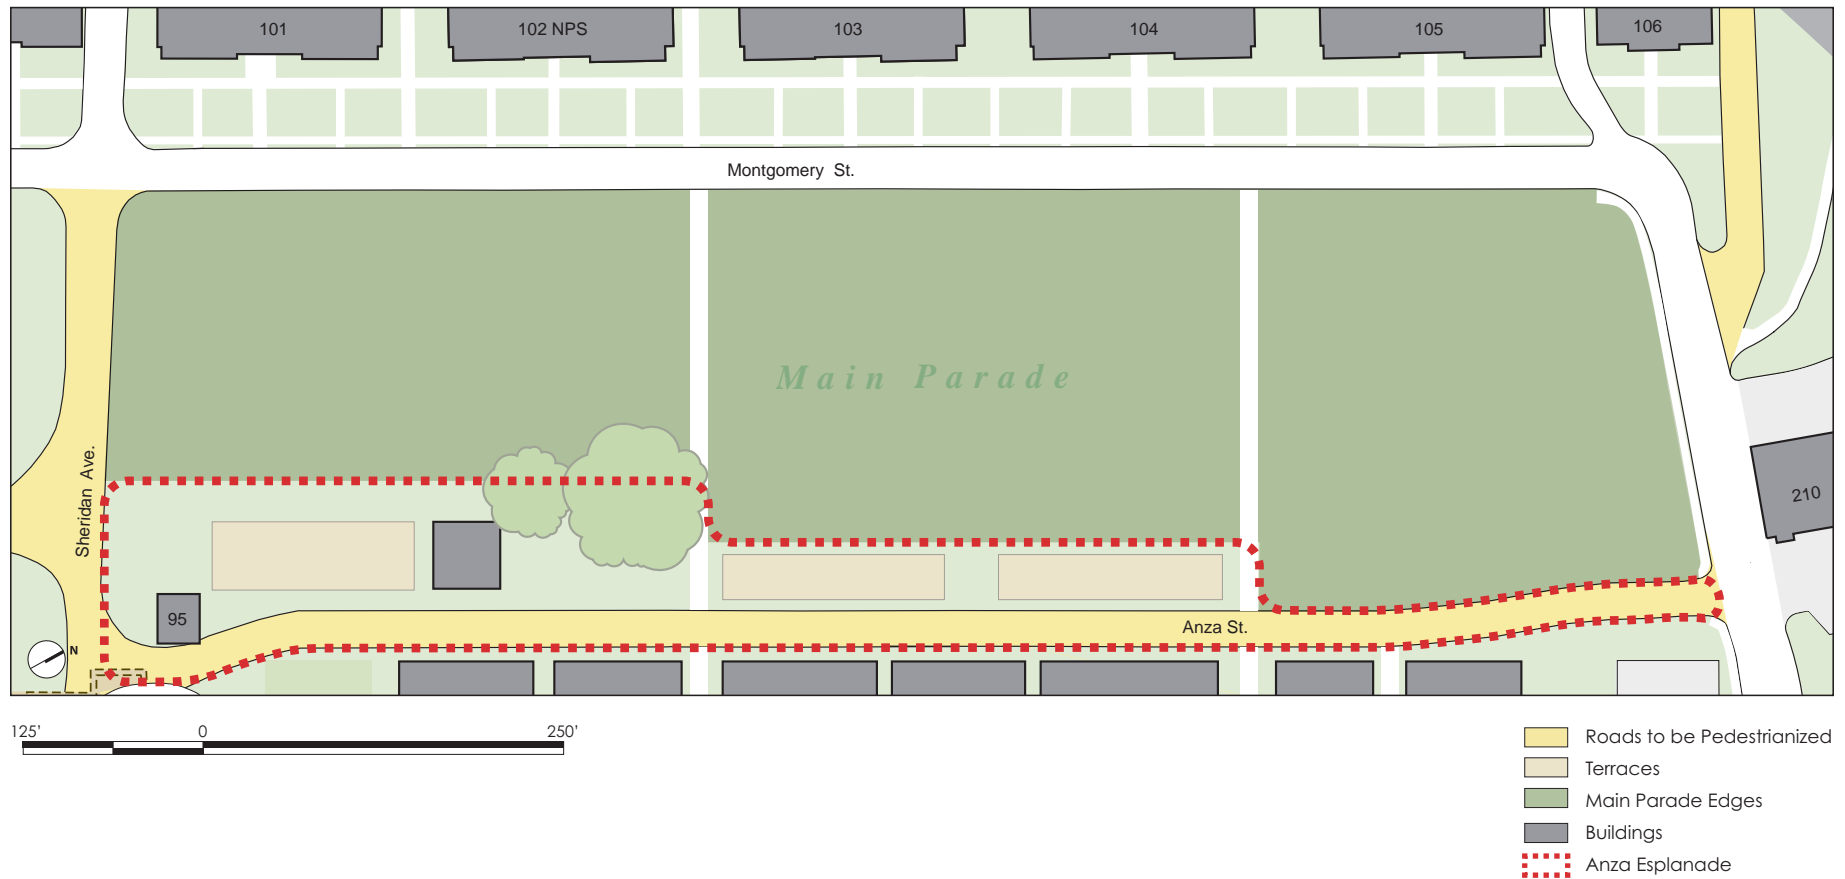 101
102 NPS
103
104
105
106
Montgomery St.
Main Parade
Sheridan Ave.
210
95
Anza St.
N
125' 0 250'
Roads to be Pedestrianized
Terraces
Main Parade Edges
Buildings
Anza Esplanade